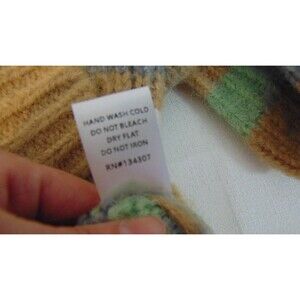 HAND WASH COLD
DO NOT BLEACH
DRY FLAT
DO NOT IRON
RN#134307